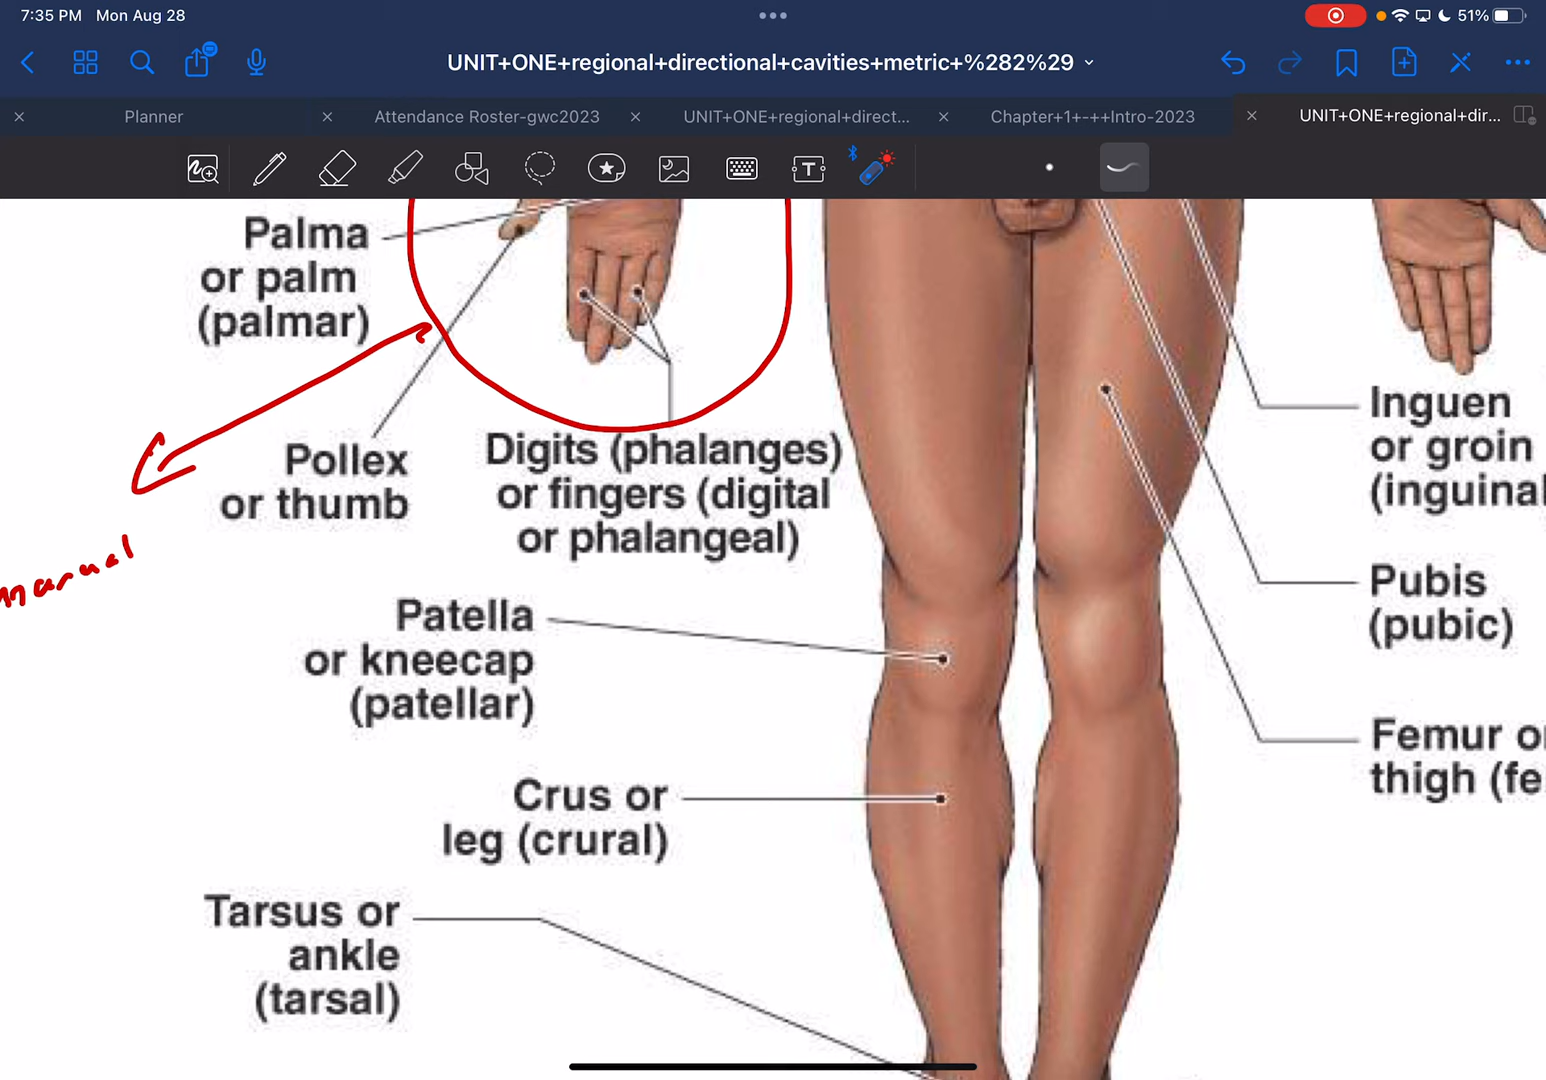 7:35 PM Mon Aug 28
51%
UNIT+ONE+regional+directional+cavities+metric+%282%29
Planner
Attendance Roster-gwc2023
UNIT+ONE+regional+direct...
Chapter+1+-++Intro-2023
UNIT+ONE+regional+dir...
Palma
or palm
(palmar)
Pollex
or thumb
Digits (phalanges)
or fingers (digital
or phalangeal)
manual
Inguen
or groin
(inguinal
Pubis
(pubic)
Patella
or kneecap
(patellar)
Femur or
thigh (fe
Crus or
leg (crural)
Tarsus or
ankle
(tarsal)